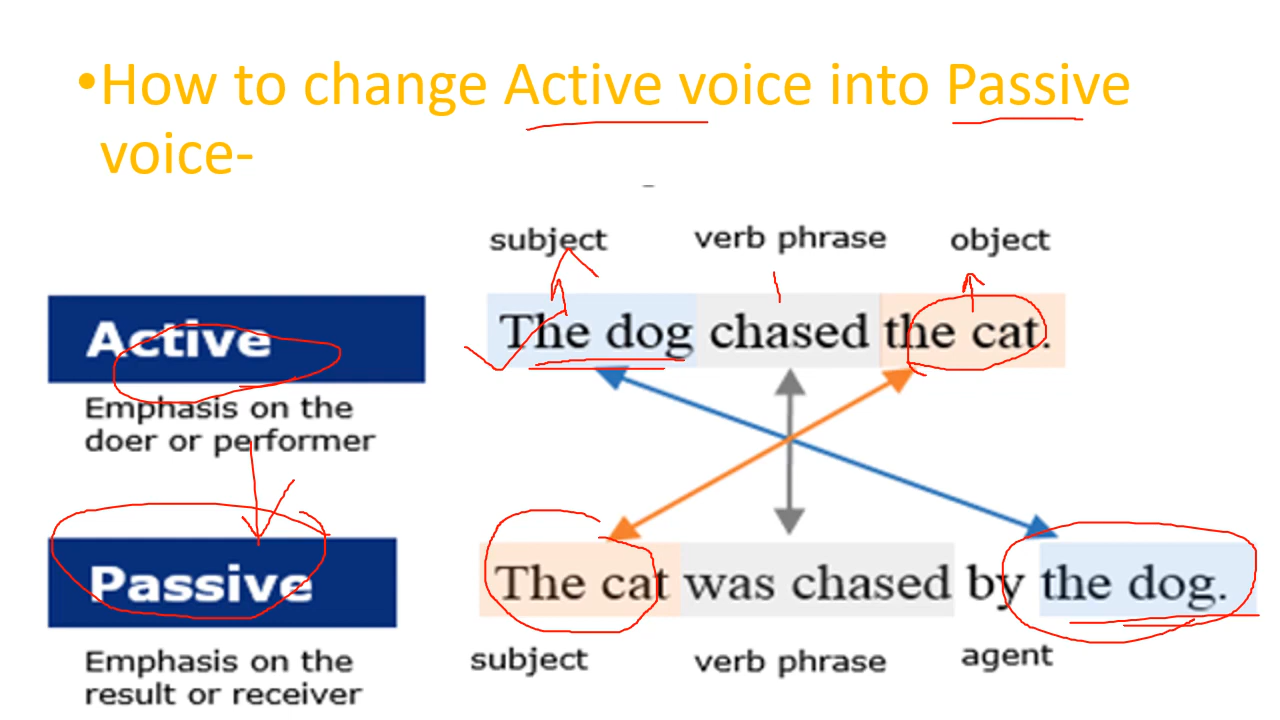 •How to change Active voice into Passive
voice-
subject verb phrase object
Active
The dog chased the cat.
Emphasis on the
doer or performer
Passive
The cat was chased by the dog.
Emphasis on the
result or receiver
subject verb phrase agent